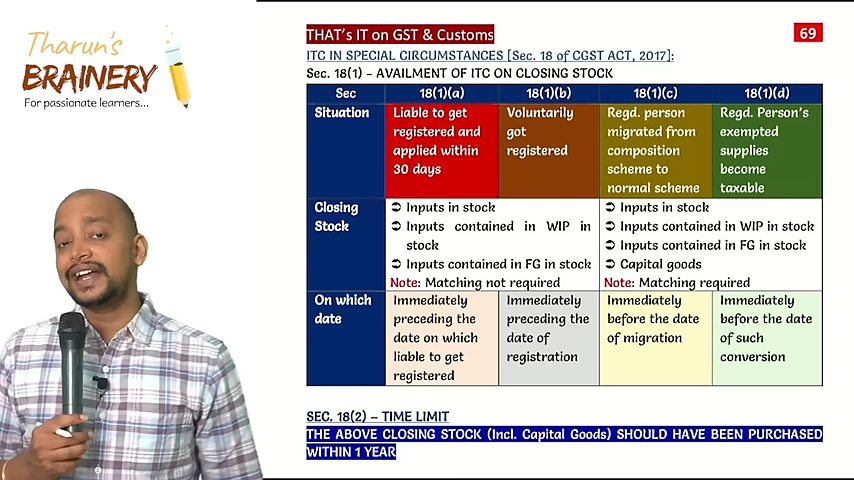 Tharun's
BRAINERY
For passionate learners...
THAT's IT on GST & Customs
69
ITC IN SPECIAL CIRCUMSTANCES [Sec. 18 of CGST ACT, 2017]:
Sec. 18(1) – AVAILMENT OF ITC ON CLOSING STOCK
Sec 18(1)(a) 18(1)(b) 18(1)(c) 18(1)(d)
Situation
Liable to get
registered and
applied within
30 days
Voluntarily
got
registered
Regd. person
migrated from
composition
scheme to
normal scheme
Regd. Person's
exempted
supplies
become
taxable
Closing
Stock
➲ Inputs in stock
➲ Inputs contained in WIP in
stock
➲ Inputs contained in FG in stock
Note: Matching not required
➲ Inputs in stock
➲ Inputs contained in WIP in stock
➲ Inputs contained in FG in stock
➲ Capital goods
Note: Matching required
On which
date
Immediately
preceding the
date on which
liable to get
registered
Immediately
preceding the
date of
registration
Immediately
before the date
of migration
Immediately
before the date
of such
conversion
SEC. 18(2) – TIME LIMIT
THE ABOVE CLOSING STOCK (Incl. Capital Goods) SHOULD HAVE BEEN PURCHASED
WITHIN 1 YEAR